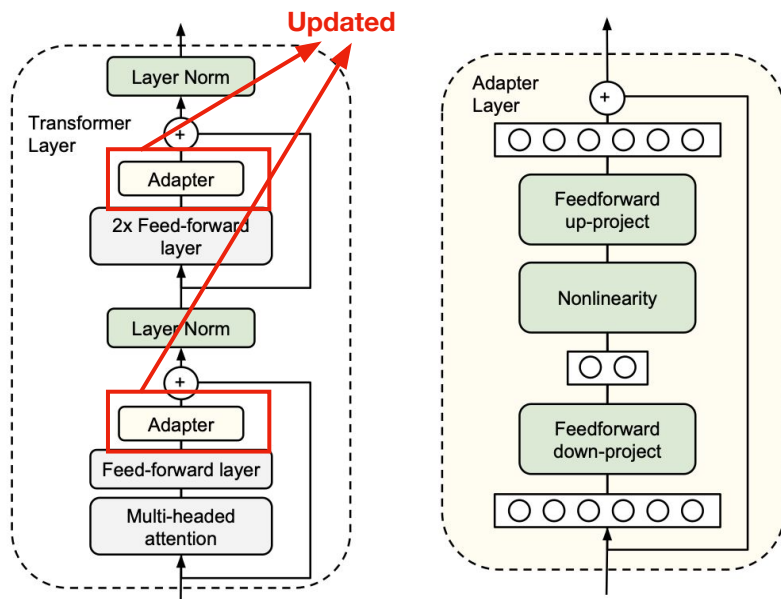 Updated
Layer Norm
+
Transformer
Layer
Adapter
2x Feed-forward
layer
Layer Norm
+
Adapter
Feed-forward layer
Multi-headed
attention
Adapter
Layer
+
Feedforward
up-project
Nonlinearity
Feedforward
down-project